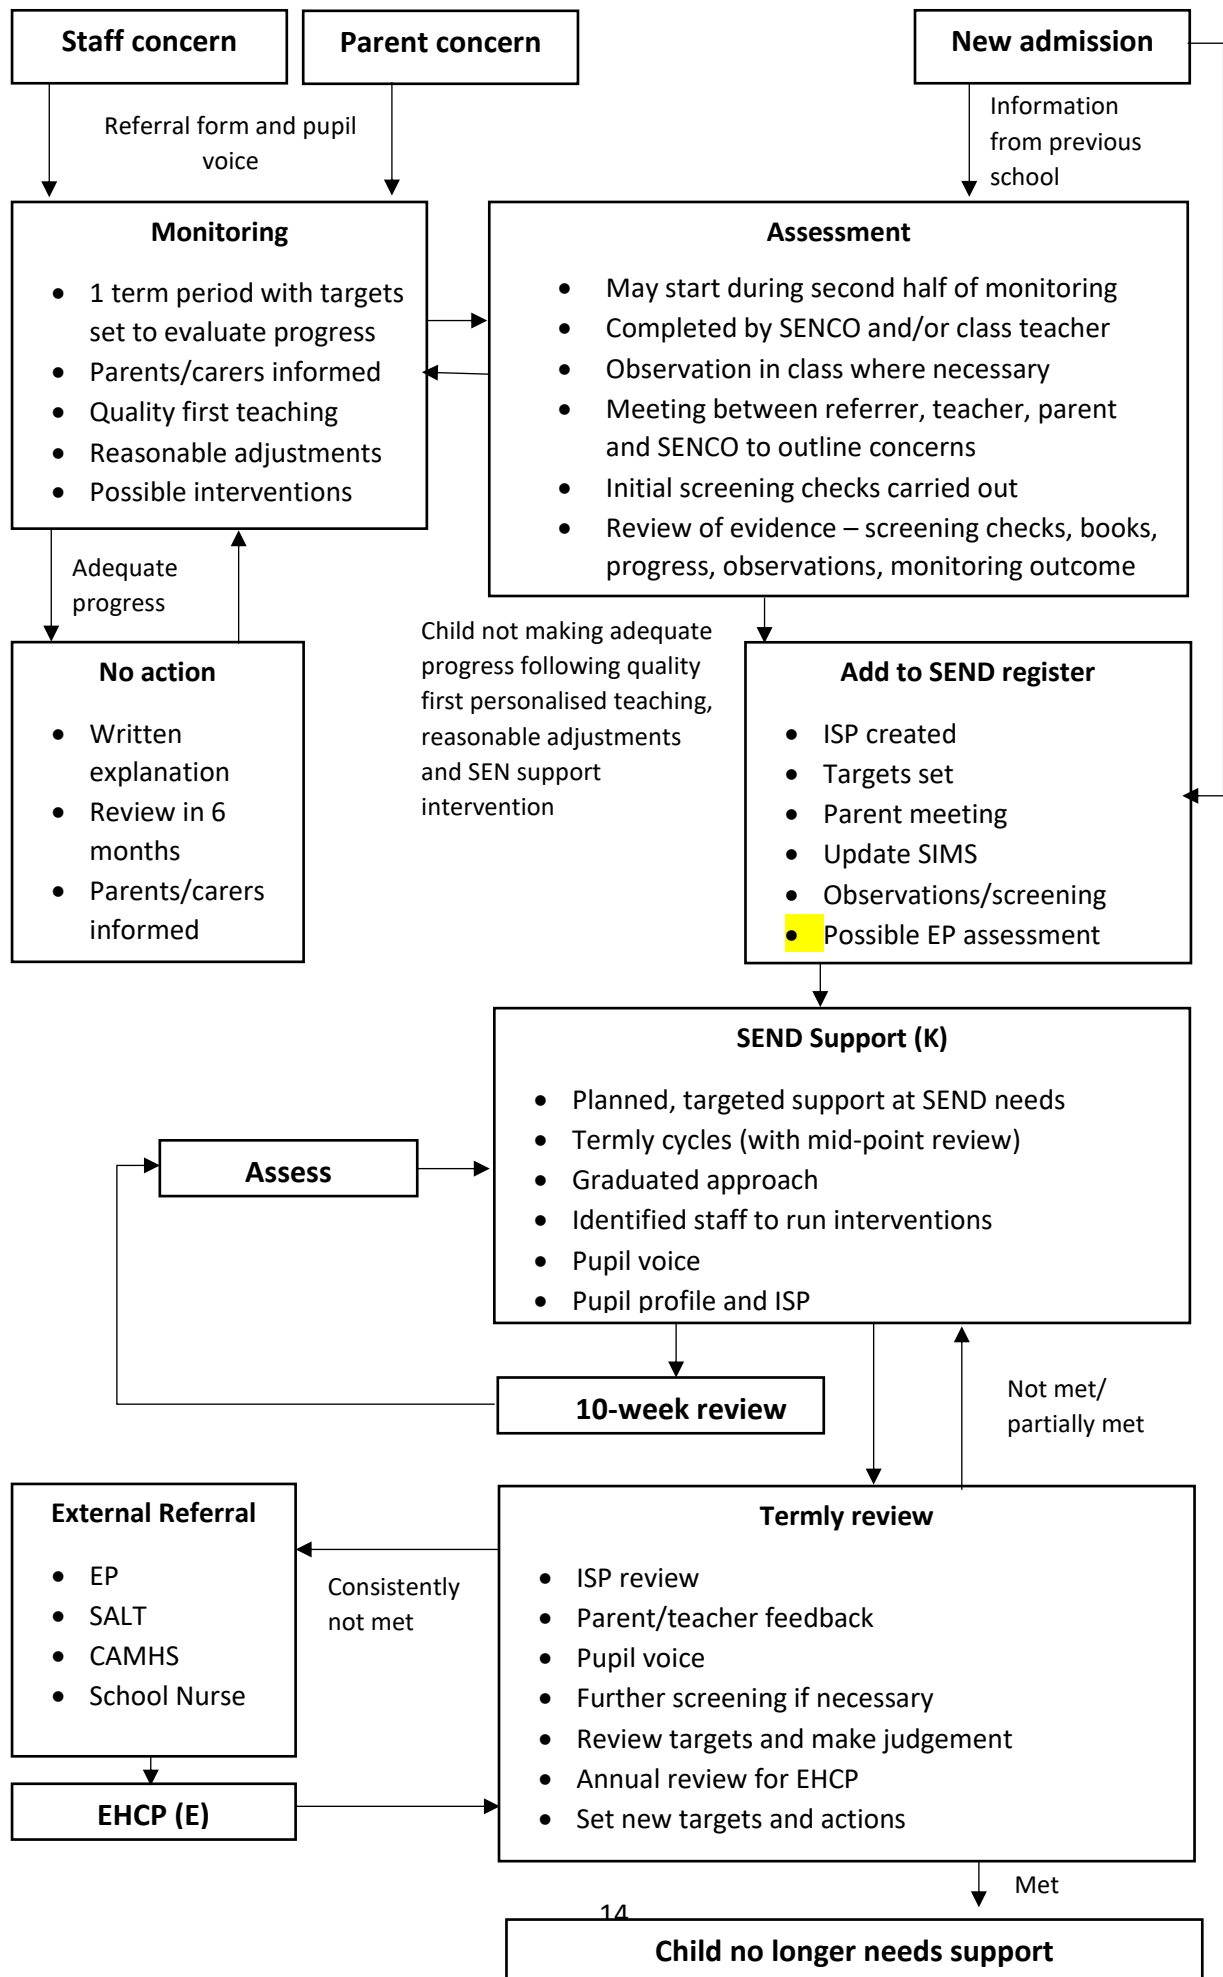 Staff concern
Parent concern
New admission
Referral form and pupil
voice
Information
from previous
school
Monitoring
• 1 term period with targets
set to evaluate progress
• Parents/carers informed
• Quality first teaching
• Reasonable adjustments
• Possible interventions
Assessment
• May start during second half of monitoring
• Completed by SENCO and/or class teacher
• Observation in class where necessary
• Meeting between referrer, teacher, parent
and SENCO to outline concerns
• Initial screening checks carried out
• Review of evidence – screening checks, books,
progress, observations, monitoring outcome
Adequate
progress
No action
• Written
explanation
• Review in 6
months
• Parents/carers
informed
Child not making adequate
progress following quality
first personalised teaching,
reasonable adjustments
and SEN support
intervention
Add to SEND register
• ISP created
• Targets set
• Parent meeting
• Update SIMS
• Observations/screening
• Possible EP assessment
SEND Support (K)
• Planned, targeted support at SEND needs
• Termly cycles (with mid-point review)
• Graduated approach
• Identified staff to run interventions
• Pupil voice
• Pupil profile and ISP
Assess
10-week review
Not met/
partially met
External Referral
• EP
• SALT
• CAMHS
• School Nurse
Consistently
not met
Termly review
• ISP review
• Parent/teacher feedback
• Pupil voice
• Further screening if necessary
• Review targets and make judgement
• Annual review for EHCP
• Set new targets and actions
EHCP (E)
Met
14
Child no longer needs support